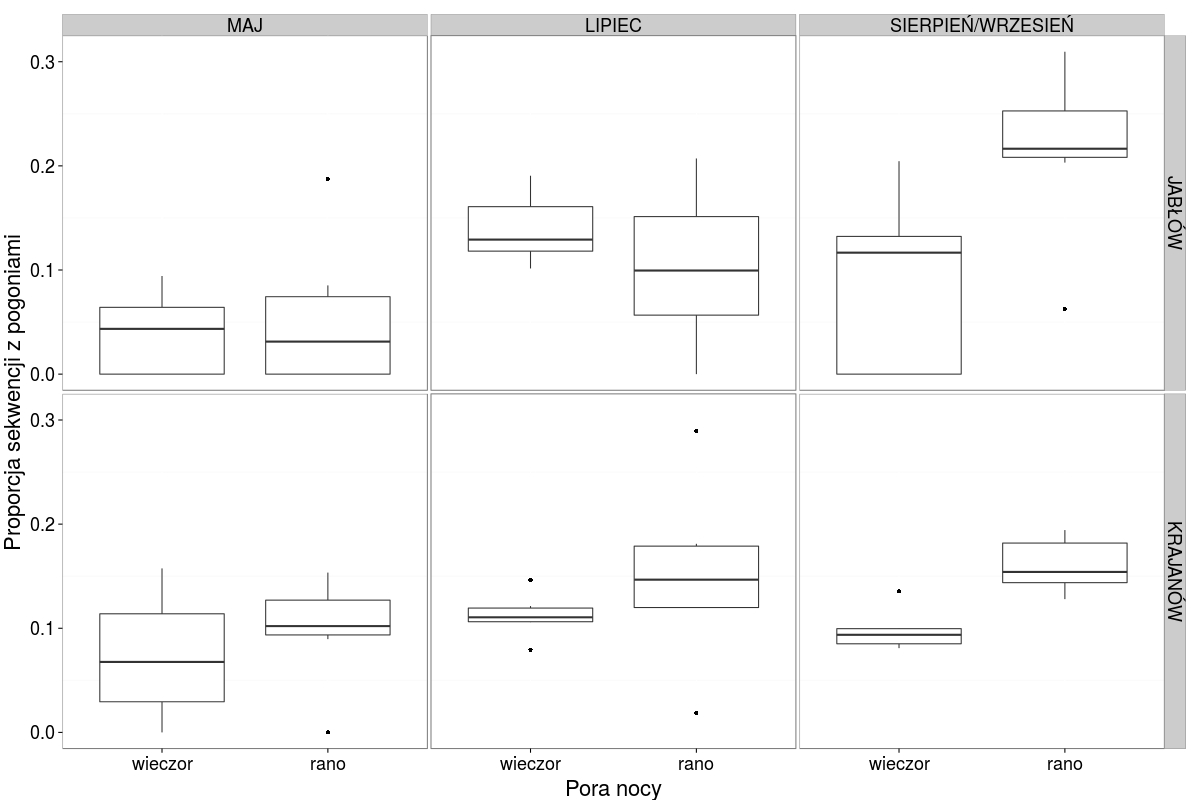 MAJ LIPIEC SIERPIEŃ/WRZESIEŃ
Proporcja sekwencji z pogoniami
0.3
0.2
0.1
0.0
JABŁÓW
0.3
0.2
0.1
0.0
KRAJANÓW
wieczor rano wieczor rano wieczor rano
Pora nocy